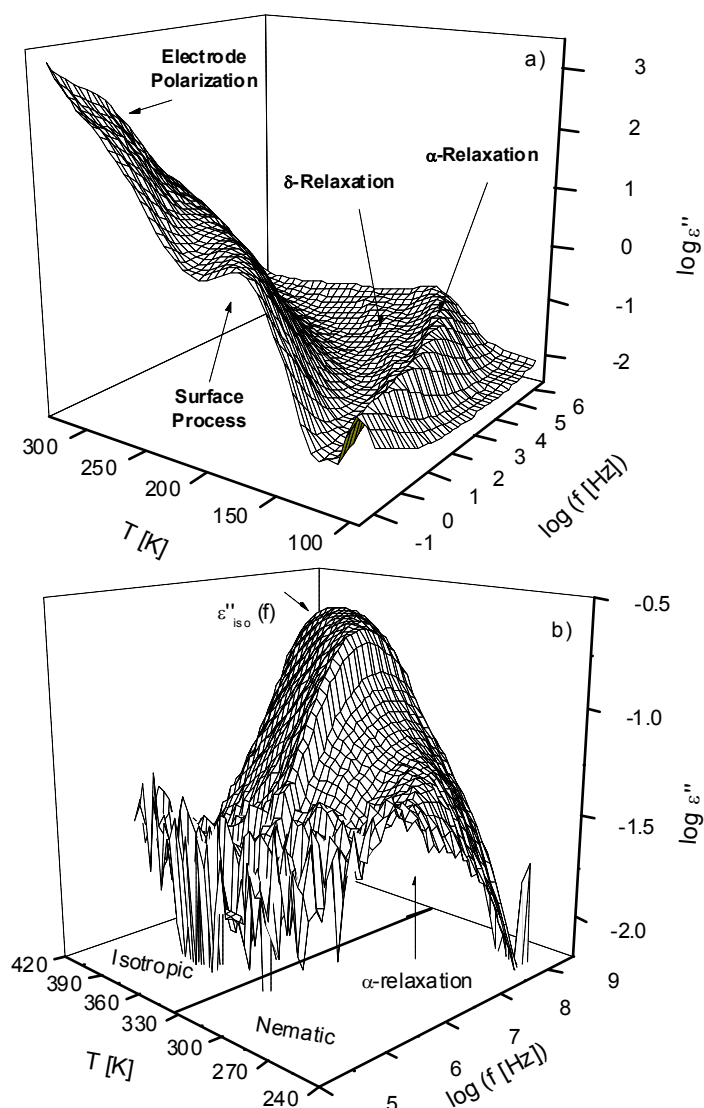 a)
Electrode
Polarization
δ-Relaxation
α-Relaxation
Surface
Process
3
2
1
0
-1
-2
log ε''
300
250
200
150
100
T [K]
-1
0
1
2
3
4
5
6
log (f [Hz])
b)
ε''iso (f)
-0.5
-1.0
-1.5
-2.0
log ε''
Isotropic
Nematic
α-relaxation
420
390
360
330
300
270
240
T [K]
5
6
7
8
9
log (f [Hz])